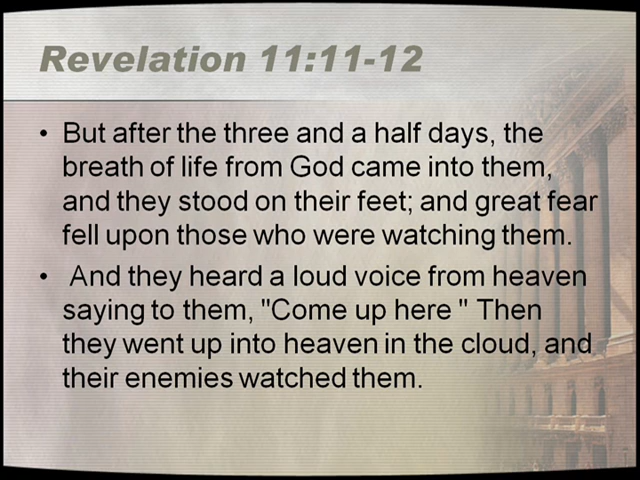 Revelation 11:11-12
• But after the three and a half days, the
breath of life from God came into them,
and they stood on their feet; and great fear
fell upon those who were watching them.
• And they heard a loud voice from heaven
saying to them, "Come up here " Then
they went up into heaven in the cloud, and
their enemies watched them.